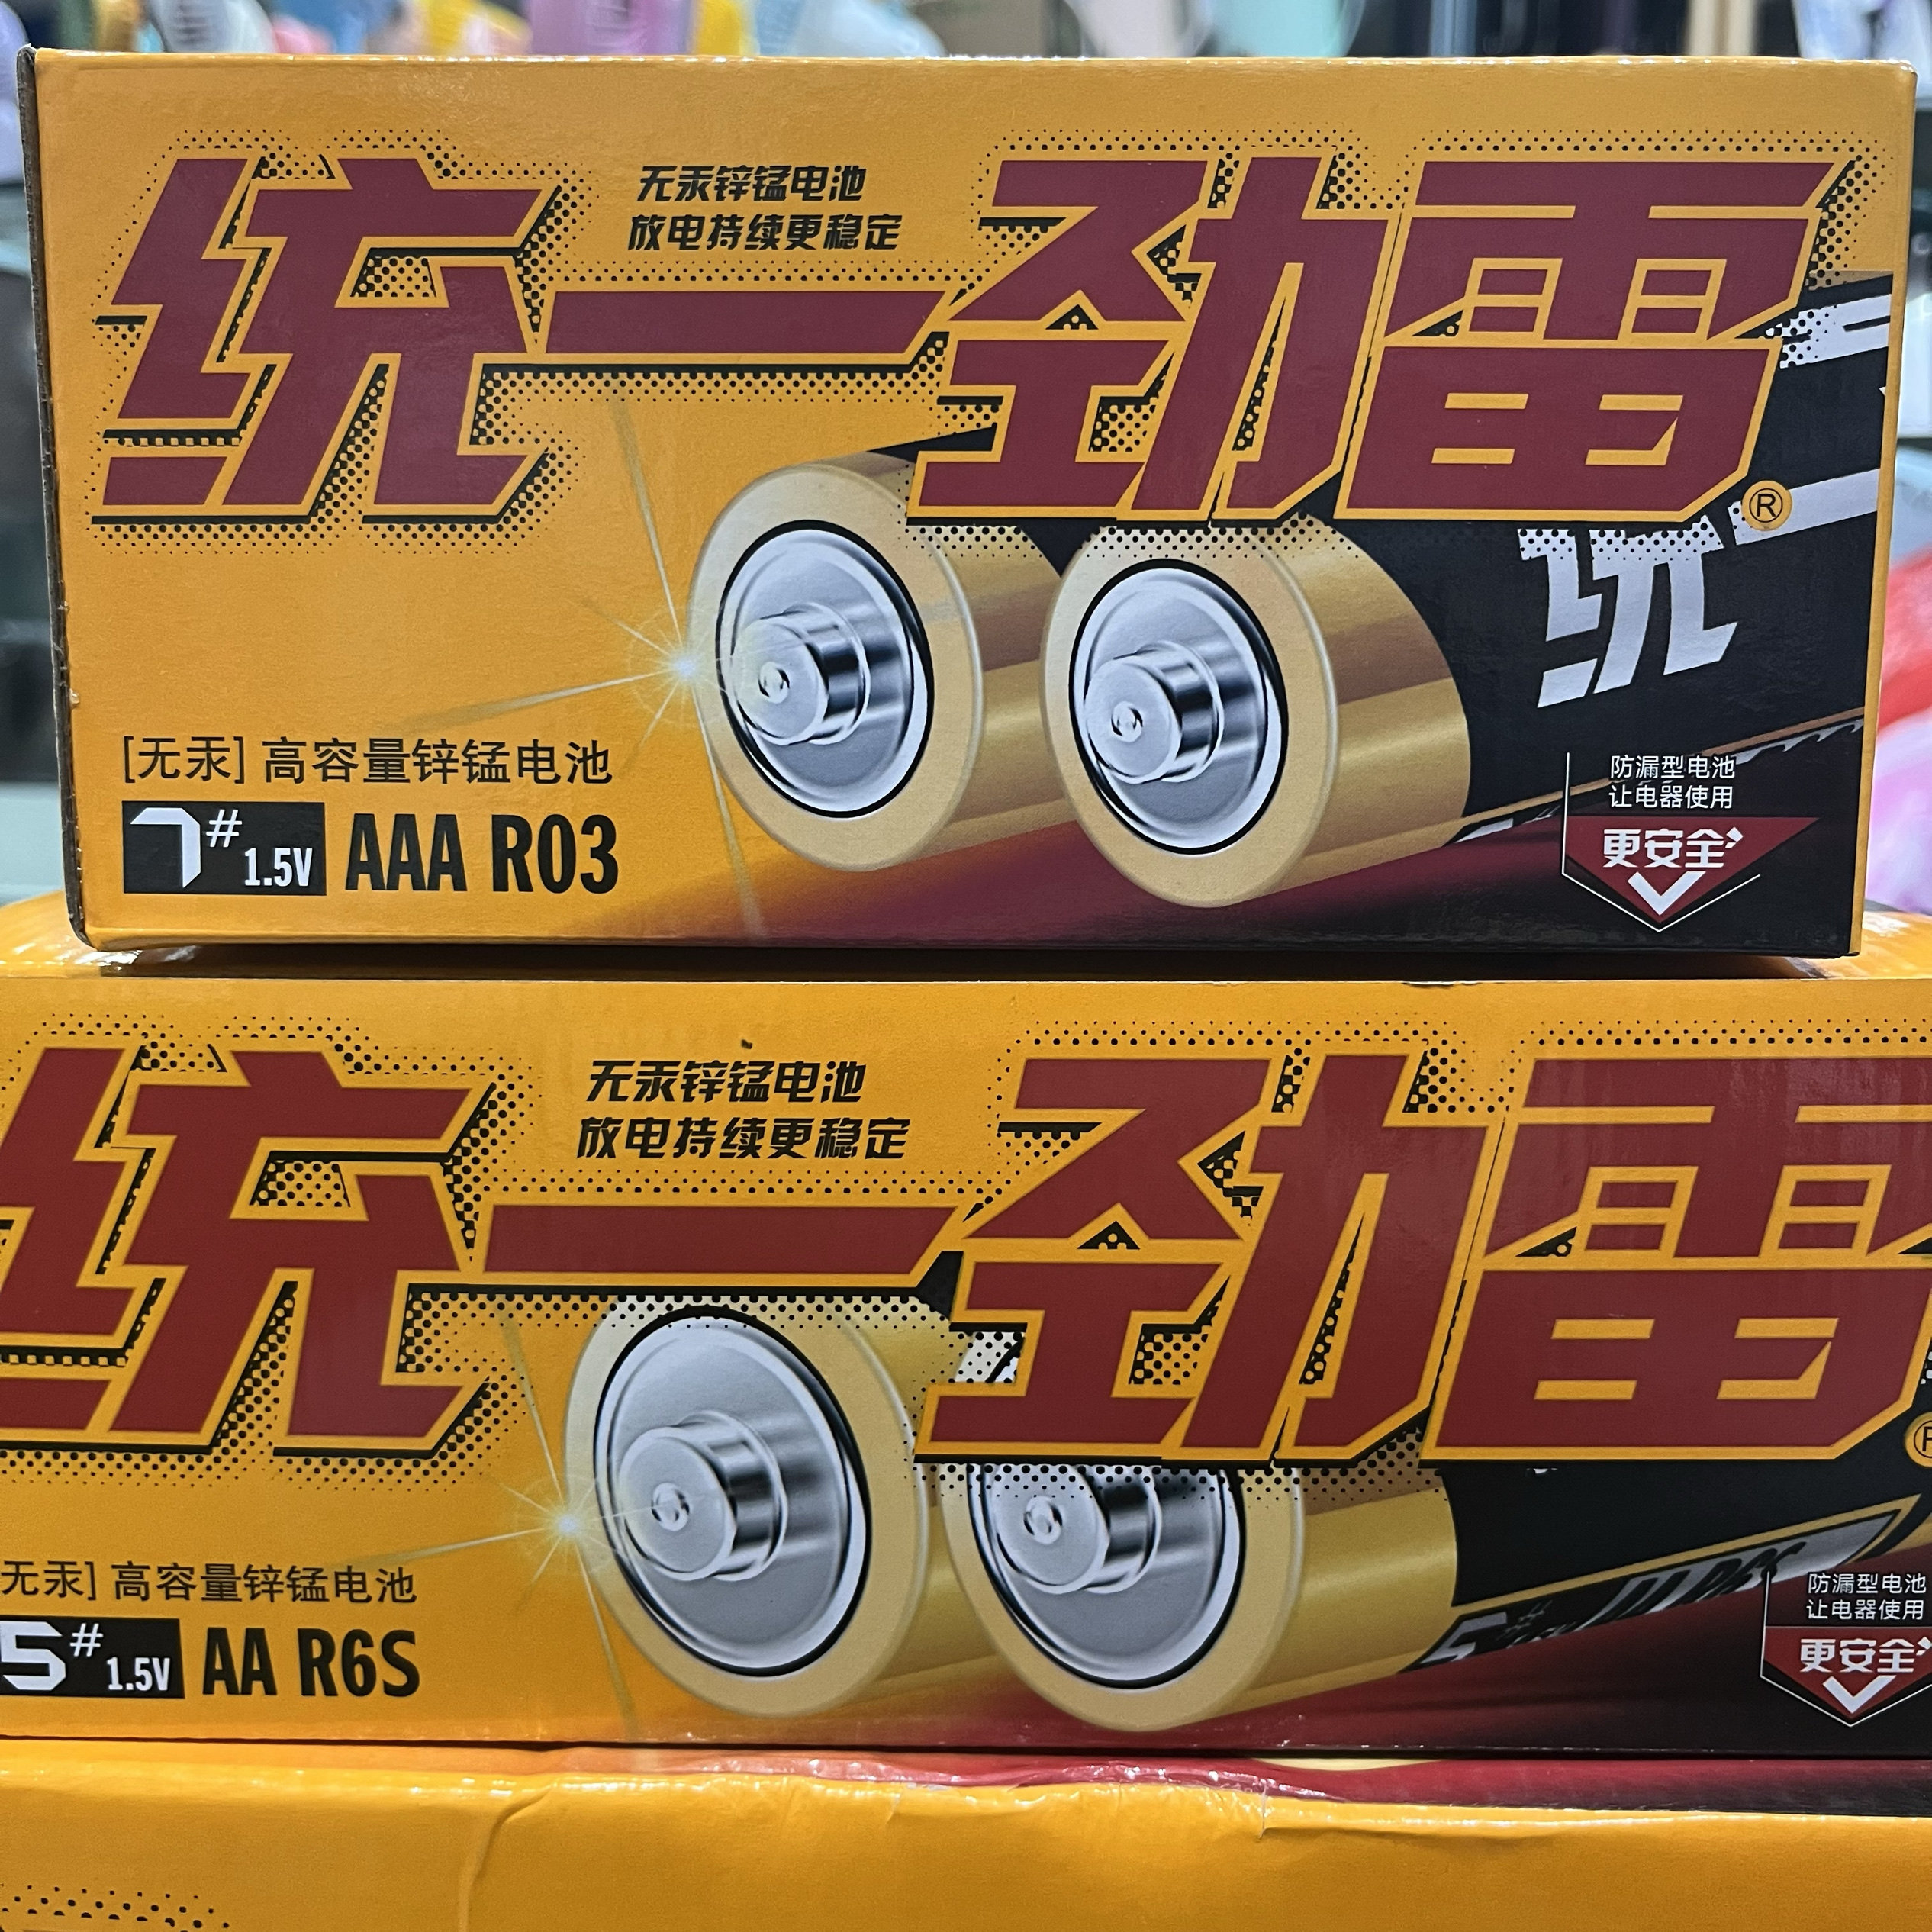 统一劲雷®
无汞锌锰电池
放电持续更稳定
统
[无汞] 高容量锌锰电池
7# 1.5V AAA R03
防漏型电池
让电器使用
更安全
统一劲雷
无汞锌锰电池
放电持续更稳定
无汞] 高容量锌锰电池
5# 1.5V AA R6S
5# AA R6S
防漏型电池
让电器使用
更安全